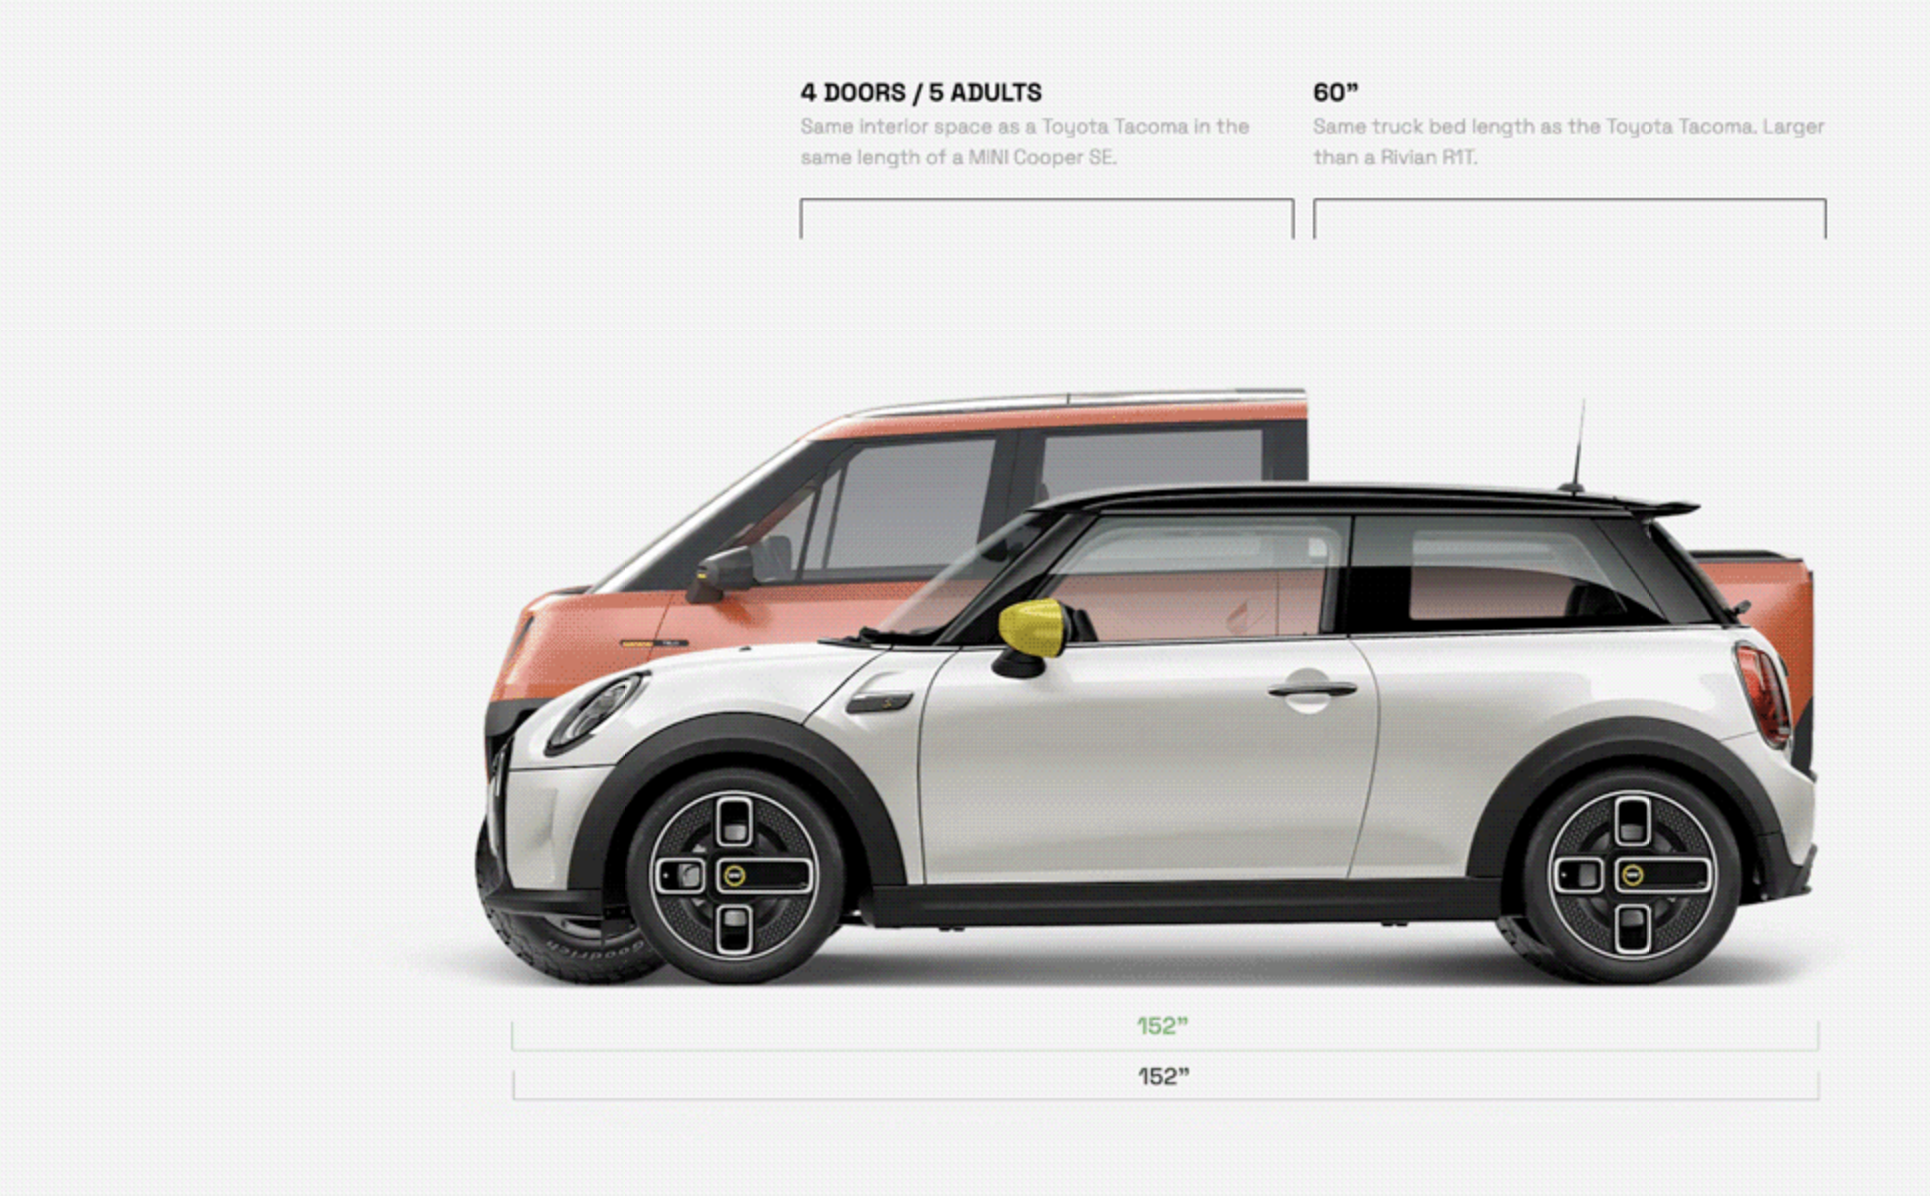 4 DOORS / 5 ADULTS
Same interior space as a Toyota Tacoma in the
same length of a MINI Cooper SE.
60”
Same truck bed length as the Toyota Tacoma. Larger
than a Rivian R1T.
Goodrich
152”
152”